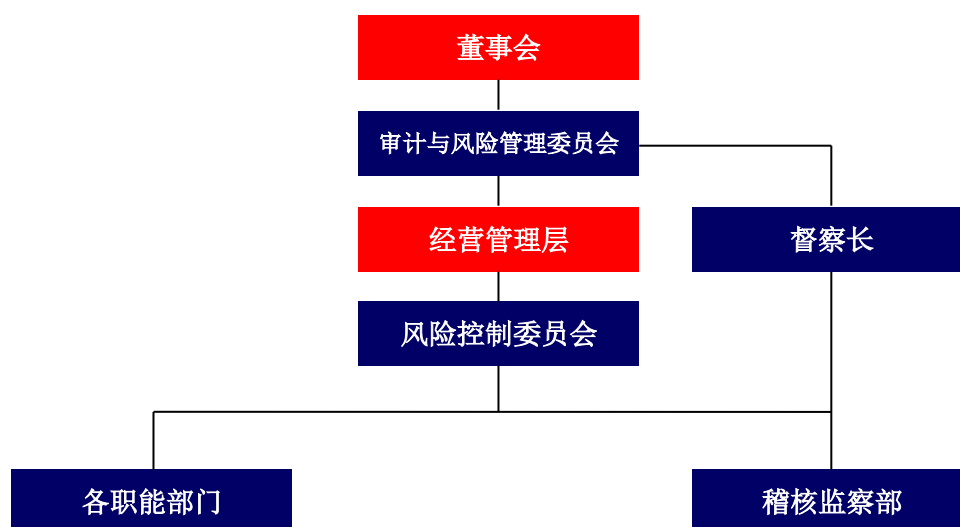 董事会
审计与风险管理委员会
经营管理层
督察长
风险控制委员会
各职能部门
稽核监察部